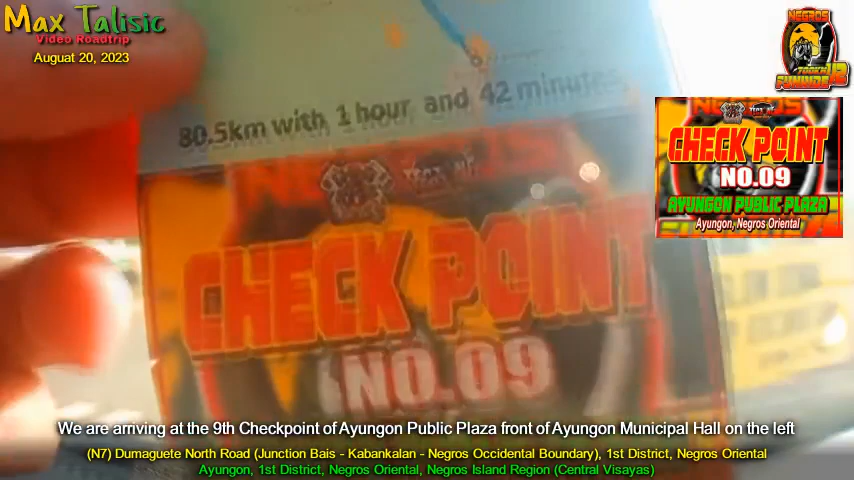 Max Talisic
Video Roadtrip
Auguat 20, 2023
NEGROS
80.5km with 1 hour and 42 minutes
CHECK POINT
NO.09
CHECK POINT
NO.09
AYUNGON PUBLIC PLAZA
Ayungon, Negros Oriental
We are arriving at the 9th Checkpoint of Ayungon Public Plaza front of Ayungon Municipal Hall on the left
(N7) Dumaguete North Road (Junction Bais - Kabankalan - Negros Occidental Boundary), 1st District, Negros Oriental
Ayungon, 1st District, Negros Oriental, Negros Island Region (Central Visayas)